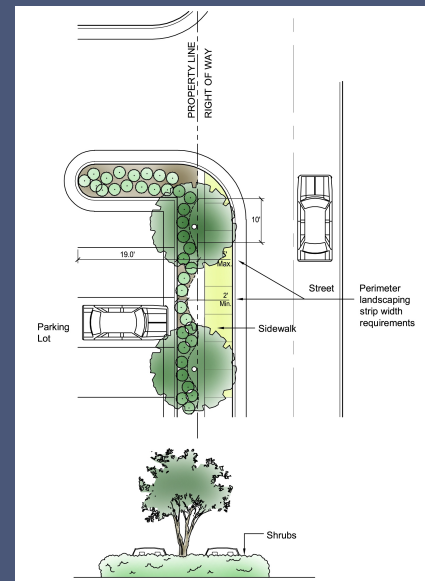 PROPERTY LINE
RIGHT OF WAY
10'
19.0'
5'
Max.
2'
Min.
Street
Perimeter
landscaping
strip width
requirements
Sidewalk
Parking
Lot
Shrubs